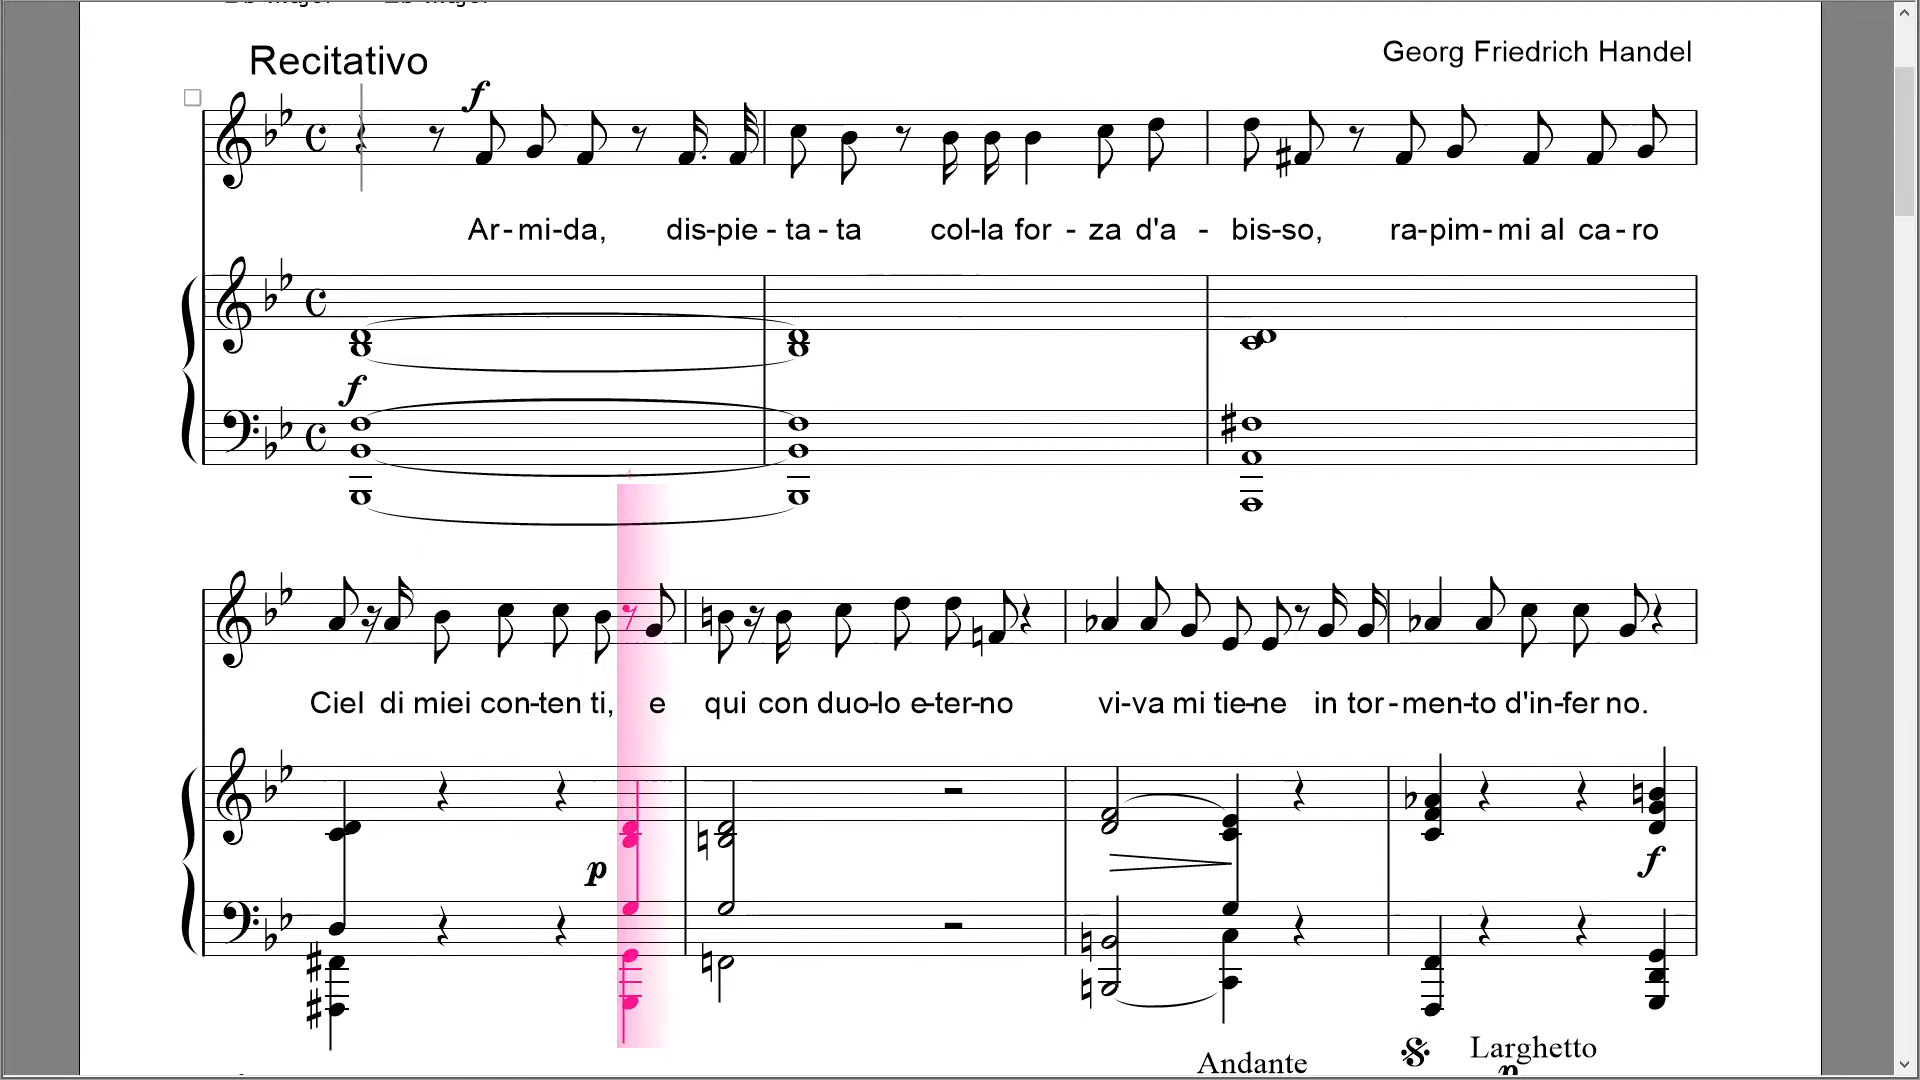 Recitativo
Georg Friedrich Handel
f
Ar-mi-da, dis-pie-ta-ta col-la for-za d'a-bis-so, ra-pim-mi al ca-ro
f
Ciel di miei con-ten ti, e qui con duo-lo e-ter-no vi-va mi tie-ne in tor-men-to d'in-fer no.
p
f
Andante
Larghetto
p